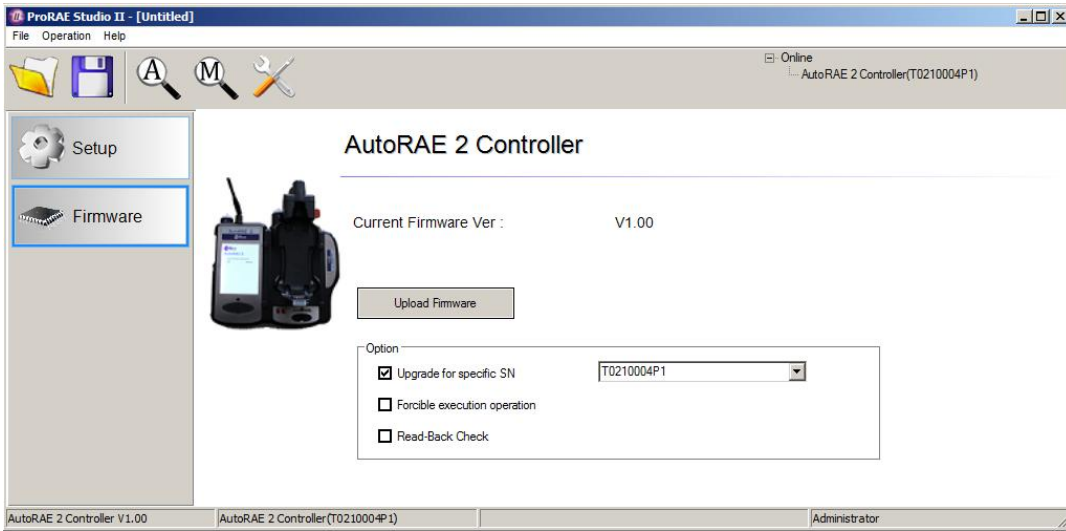 ProRAE Studio II - [Untitled]
File Operation Help
A M
Online
AutoRAE 2 Controller(T0210004P1)
Setup
Firmware
AutoRAE 2 Controller
Current Firmware Ver : V1.00
Upload Firmware
Option
Upgrade for specific SN T0210004P1
Forcible execution operation
Read-Back Check
AutoRAE 2 Controller V1.00 AutoRAE 2 Controller(T0210004P1) Administrator